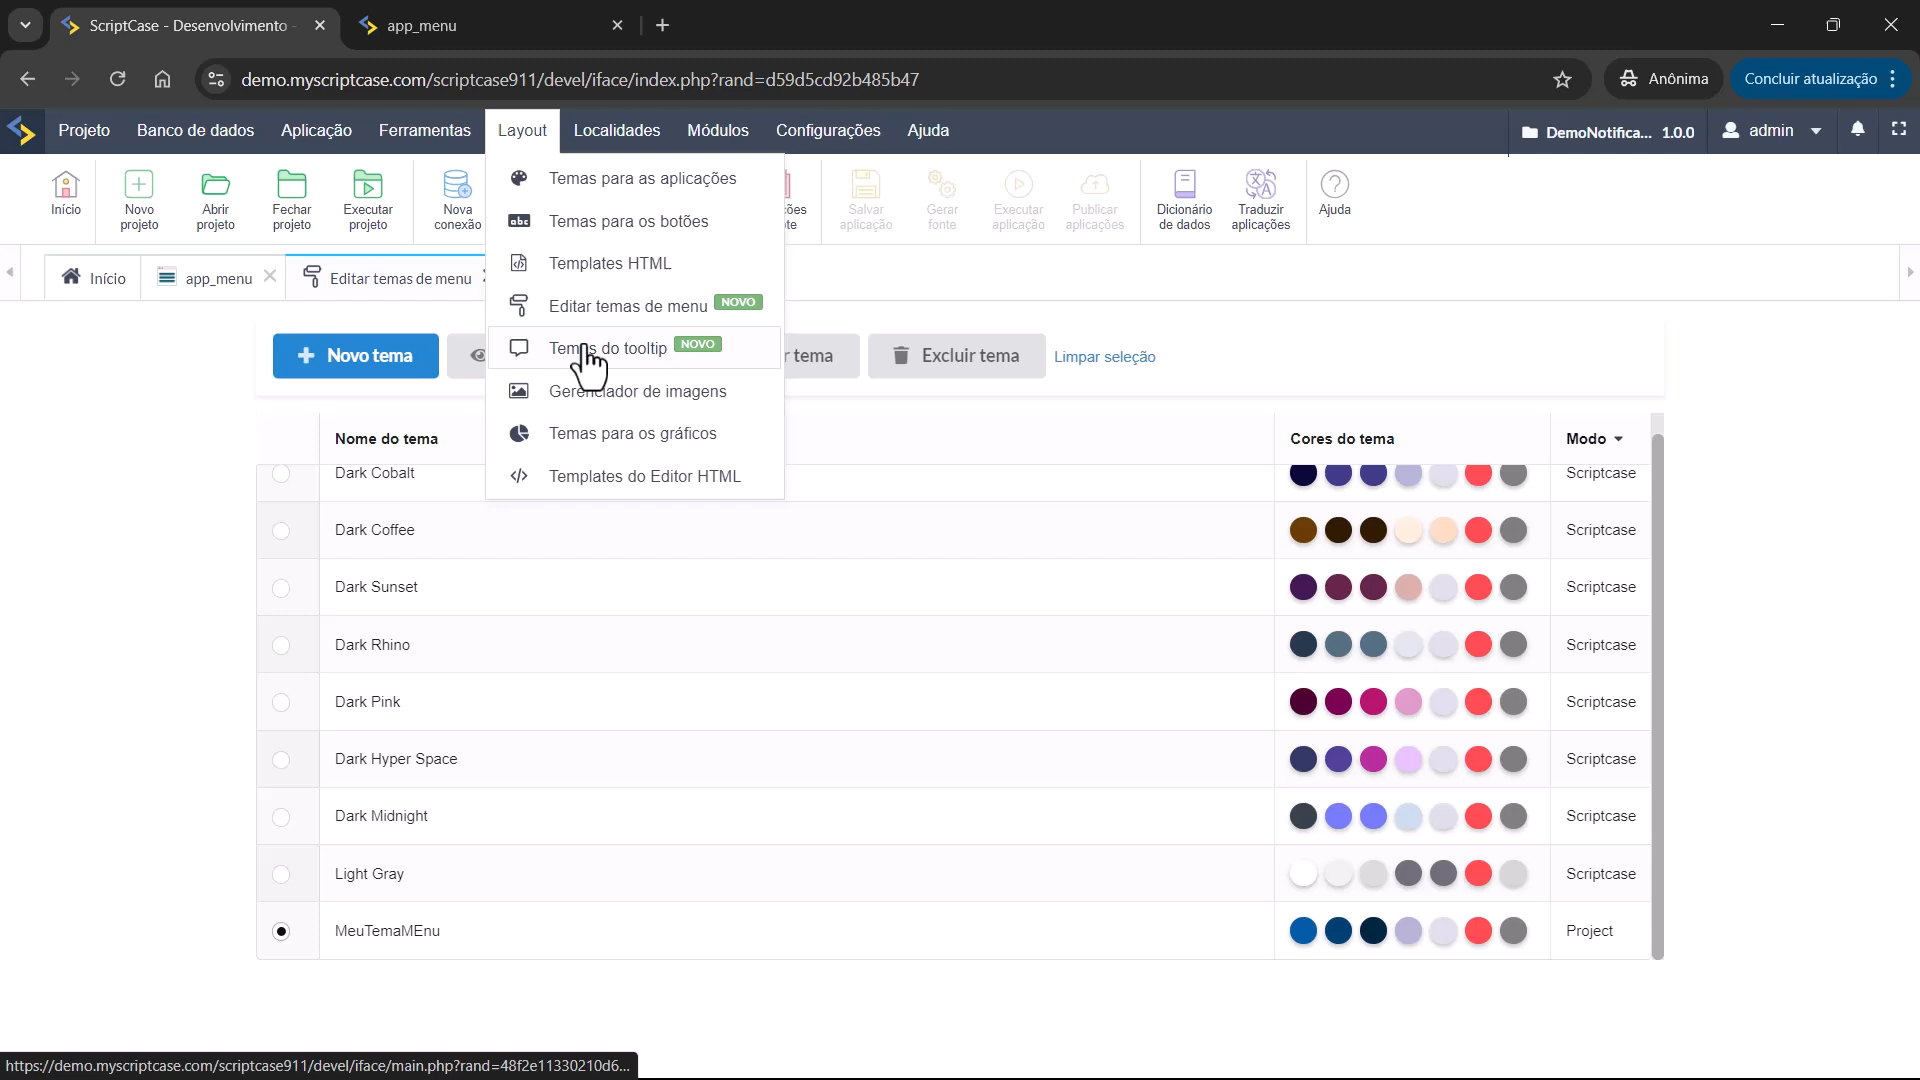 ScriptCase - Desenvolvimento -
app_menu
demo.myscriptcase.com/scriptcase911/devel/iface/index.php?rand=d59d5cd92b485b47
Anônima
Concluir atualização
Projeto
Banco de dados
Aplicação
Ferramentas
Layout
Localidades
Módulos
Configurações
Ajuda
DemoNotifica... 1.0.0
admin
Início
Novo
projeto
Abrir
projeto
Fechar
projeto
Executar
projeto
Nova
conexão
ões
te
Salvar
aplicação
Gerar
fonte
Executar
aplicação
Publicar
aplicações
Dicionário
de dados
Traduzir
aplicações
Ajuda
Temas para as aplicações
abc Temas para os botões
Templates HTML
Editar temas de menu NOVO
Temas do tooltip NOVO
Gerenciador de imagens
Temas para os gráficos
Templates do Editor HTML
Início
app_menu
Editar temas de menu
Novo tema
r tema
Excluir tema
Limpar seleção
Nome do tema
Cores do tema
Modo
Dark Cobalt
Scriptcase
Dark Coffee
Scriptcase
Dark Sunset
Scriptcase
Dark Rhino
Scriptcase
Dark Pink
Scriptcase
Dark Hyper Space
Scriptcase
Dark Midnight
Scriptcase
Light Gray
Scriptcase
MeuTemaMEnu
Project
https://demo.myscriptcase.com/scriptcase911/devel/iface/main.php?rand=48f2e11330210d6...